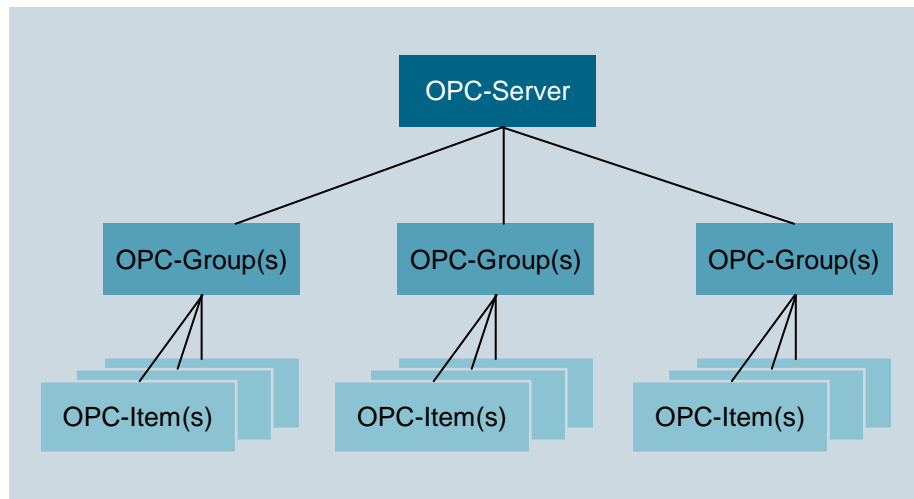 OPC-Server
OPC-Group(s)
OPC-Group(s)
OPC-Group(s)
OPC-Item(s)
OPC-Item(s)
OPC-Item(s)